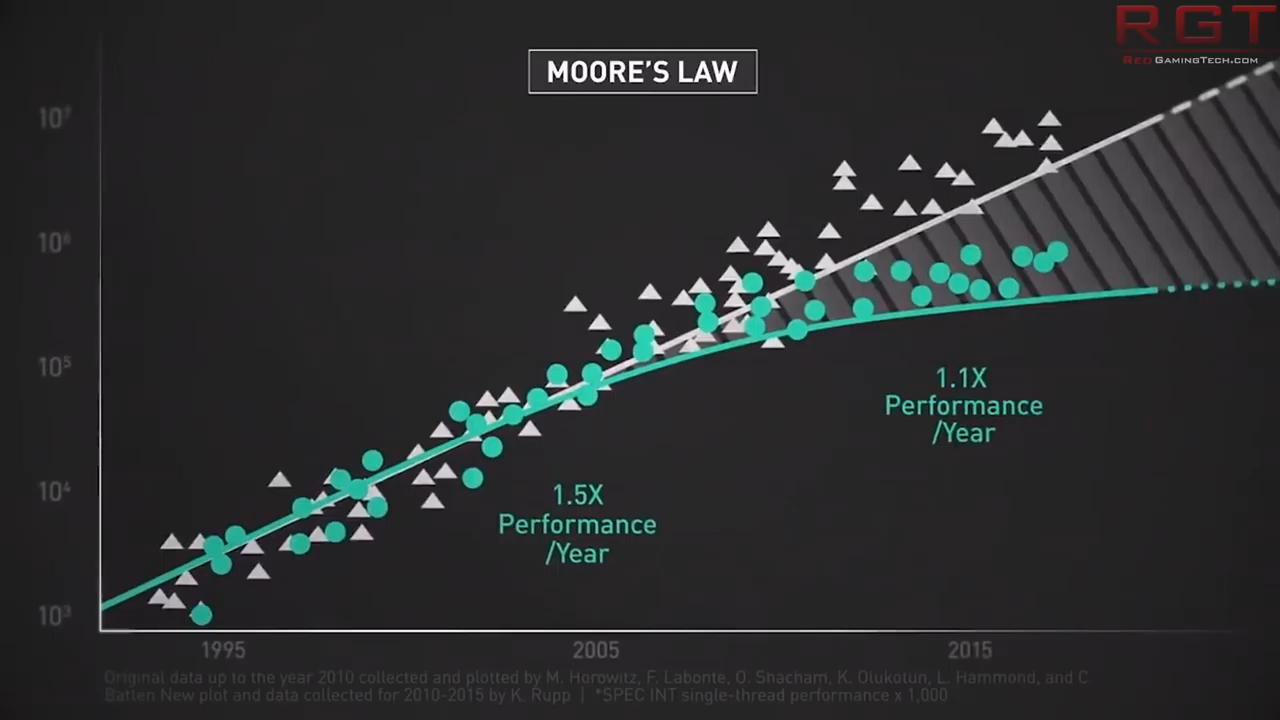 RGT
REDGAMINGTECH.COM
MOORE'S LAW
10⁷
10⁶
10⁵
10⁴
10³
1.1X
Performance
/Year
1.5X
Performance
/Year
1995
2005
2015
Original data up to the year 2010 collected and plotted by M. Horowitz, F. Labonte, O. Shacham, K. Olukotun, L. Hammond, and C.
Batten New plot and data collected for 2010-2015 by K. Rupp | *SPEC INT single-thread performance x 1,000